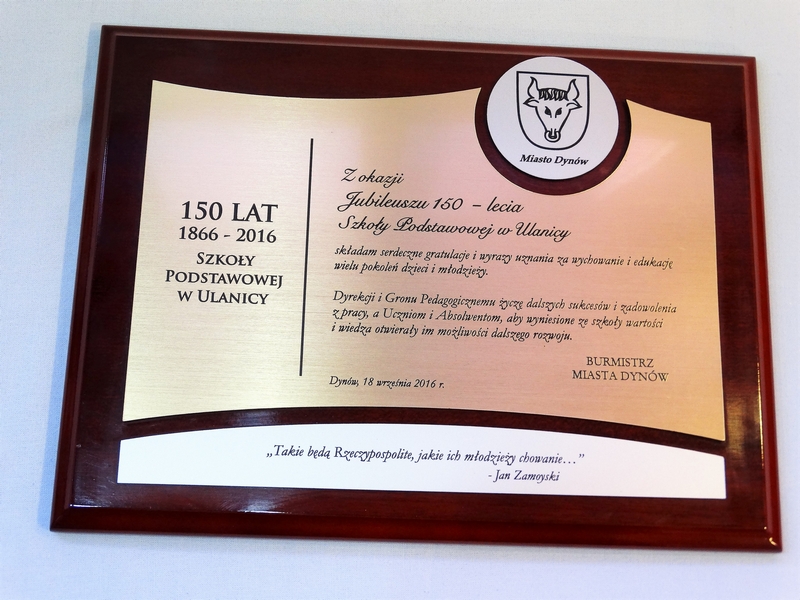 Miasto Dynów
150 LAT
1866 - 2016
SZKOŁY
PODSTAWOWEJ
W ULANICY
Z okazji
Jubileuszu 150 – lecia
Szkoły Podstawowej w Ulanicy
składam serdeczne gratulacje i wyrazy uznania za wychowanie i edukację
wielu pokoleń dzieci i młodzieży.
Dyrekcji i Gronu Pedagogicznemu życzę dalszych sukcesów i zadowolenia
z pracy, a Uczniom i Absolwentom, aby wyniesione ze szkoły wartości
i wiedza otwierały im możliwości dalszego rozwoju.
BURMISTRZ
MIASTA DYNÓW
Dynów, 18 września 2016 r.
„Takie będą Rzeczypospolite, jakie ich młodzieży chowanie…”
- Jan Zamoyski